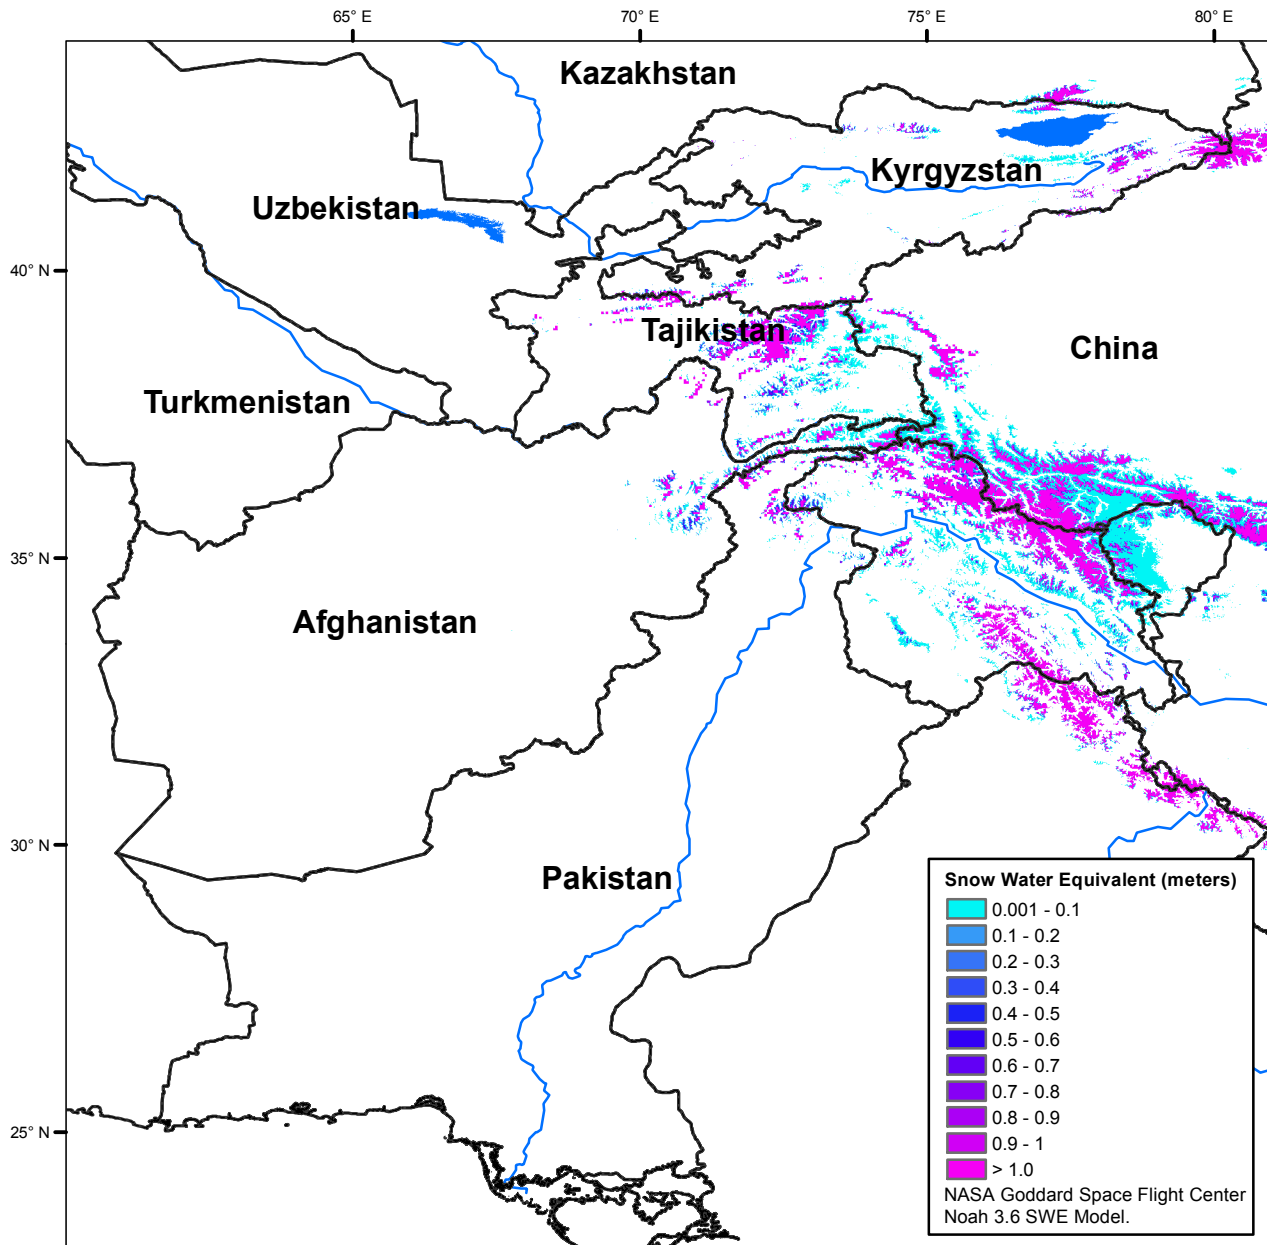 65° E
70° E
75° E
80° E
Kazakhstan
Kyrgyzstan
Uzbekistan
40° N
Tajikistan
China
Turkmenistan
35° N
Afghanistan
30° N
Pakistan
Snow Water Equivalent (meters)
0.001 - 0.1
0.1 - 0.2
0.2 - 0.3
0.3 - 0.4
0.4 - 0.5
0.5 - 0.6
0.6 - 0.7
0.7 - 0.8
0.8 - 0.9
0.9 - 1
> 1.0
NASA Goddard Space Flight Center
Noah 3.6 SWE Model.
25° N